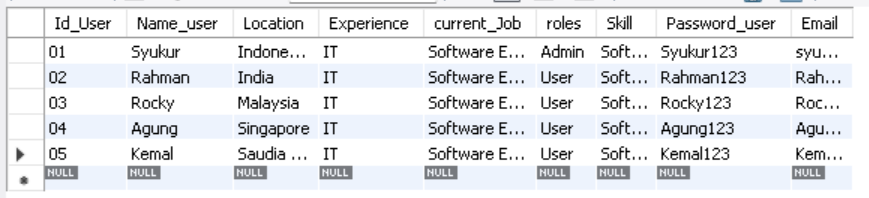 Id_User Name_user Location Experience current_Job roles Skill Password_user Email
01 Syukur Indone... IT Software E... Admin Soft... Syukur123 syu...
02 Rahman India IT Software E... User Soft... Rahman123 Rah...
03 Rocky Malaysia IT Software E... User Soft... Rocky123 Roc...
04 Agung Singapore IT Software E... User Soft... Agung123 Agu...
05 Kemal Saudia ... IT Software E... User Soft... Kemal123 Kem...
NULL NULL NULL NULL NULL NULL NULL NULL NULL